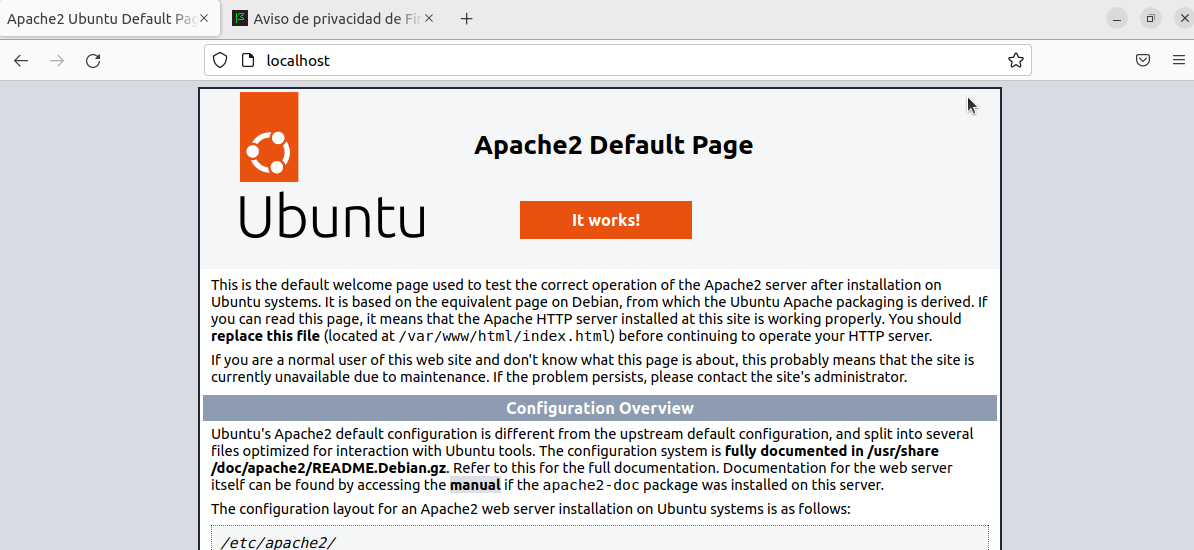 Apache2 Ubuntu Default Pag
Aviso de privacidad de Fir
localhost
Apache2 Default Page
Ubuntu
It works!
This is the default welcome page used to test the correct operation of the Apache2 server after installation on
Ubuntu systems. It is based on the equivalent page on Debian, from which the Ubuntu Apache packaging is derived. If
you can read this page, it means that the Apache HTTP server installed at this site is working properly. You should
replace this file (located at /var/www/html/index.html) before continuing to operate your HTTP server.
If you are a normal user of this web site and don't know what this page is about, this probably means that the site is
currently unavailable due to maintenance. If the problem persists, please contact the site's administrator.
Configuration Overview
Ubuntu's Apache2 default configuration is different from the upstream default configuration, and split into several
files optimized for interaction with Ubuntu tools. The configuration system is fully documented in /usr/share
/doc/apache2/README.Debian.gz. Refer to this for the full documentation. Documentation for the web server
itself can be found by accessing the manual if the apache2-doc package was installed on this server.
The configuration layout for an Apache2 web server installation on Ubuntu systems is as follows:
/etc/apache2/